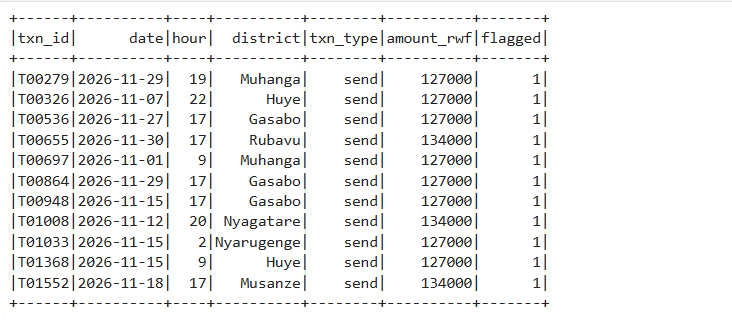 +------+----------+----+----------+--------+----------+-------+
|txn_id|      date|hour|  district|txn_type|amount_rwf|flagged|
+------+----------+----+----------+--------+----------+-------+
|T00279|2026-11-29|  19|   Muhanga|    send|    127000|      1|
|T00326|2026-11-07|  22|      Huye|    send|    127000|      1|
|T00536|2026-11-27|  17|    Gasabo|    send|    127000|      1|
|T00655|2026-11-30|  17|    Rubavu|    send|    134000|      1|
|T00697|2026-11-01|   9|   Muhanga|    send|    127000|      1|
|T00864|2026-11-29|  17|    Gasabo|    send|    127000|      1|
|T00948|2026-11-15|  17|    Gasabo|    send|    127000|      1|
|T01008|2026-11-12|  20| Nyagatare|    send|    134000|      1|
|T01033|2026-11-15|   2|Nyarugenge|    send|    127000|      1|
|T01368|2026-11-15|   9|      Huye|    send|    127000|      1|
|T01552|2026-11-18|  17|   Musanze|    send|    134000|      1|
+------+----------+----+----------+--------+----------+-------+